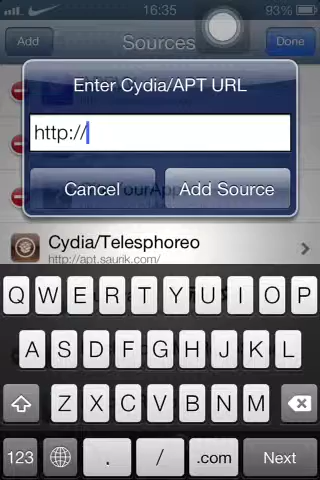 16:35
93%
Add
Sources
Done
Enter Cydia/APT URL
http://
Cancel
Add Source
Cydia/Telesphoreo
http://apt.saurik.com/
Q W E R T Y U I O P
A S D F G H J K L
Z X C V B N M
123 . / .com Next